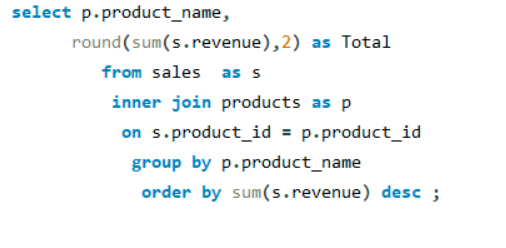 select p.product_name,
round(sum(s.revenue),2) as Total
from sales  as s
inner join products as p
on s.product_id = p.product_id
group by p.product_name
order by sum(s.revenue) desc ;